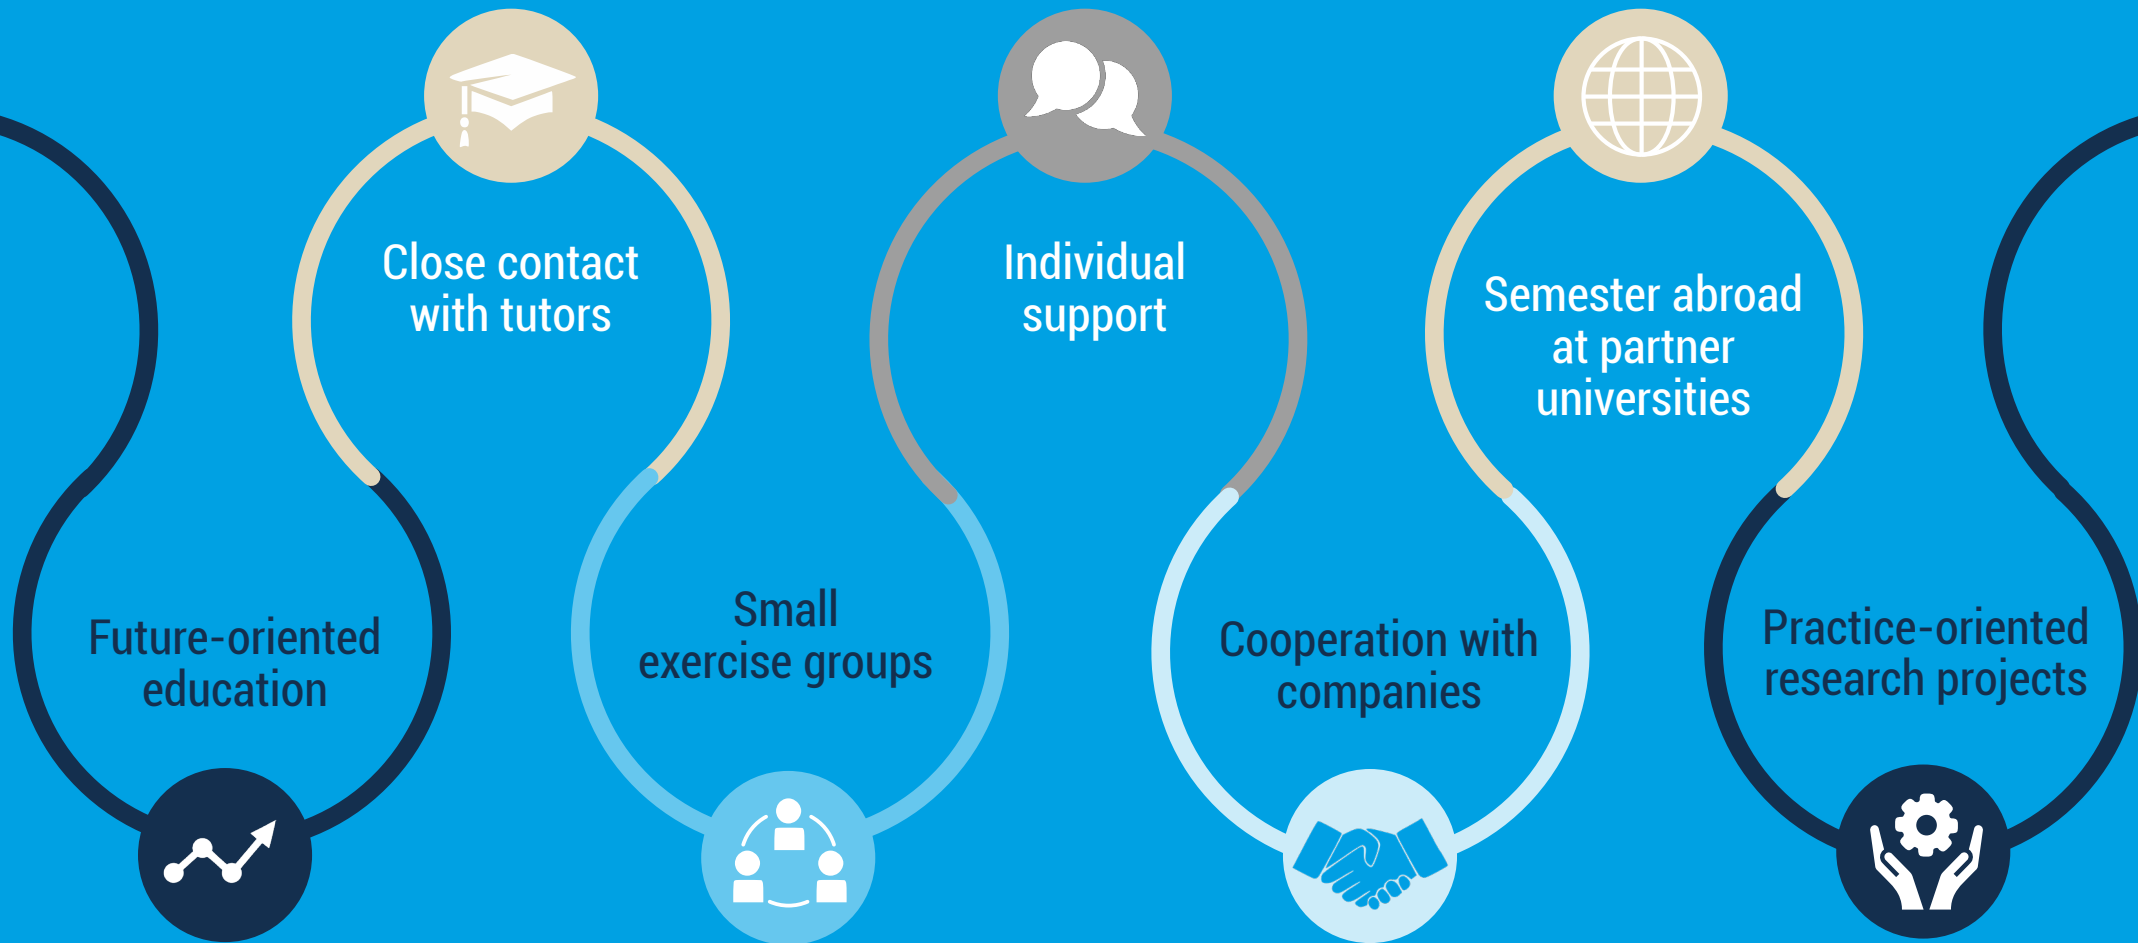 Future-oriented
education
Close contact
with tutors
Small
exercise groups
Individual
support
Cooperation with
companies
Semester abroad
at partner
universities
Practice-oriented
research projects